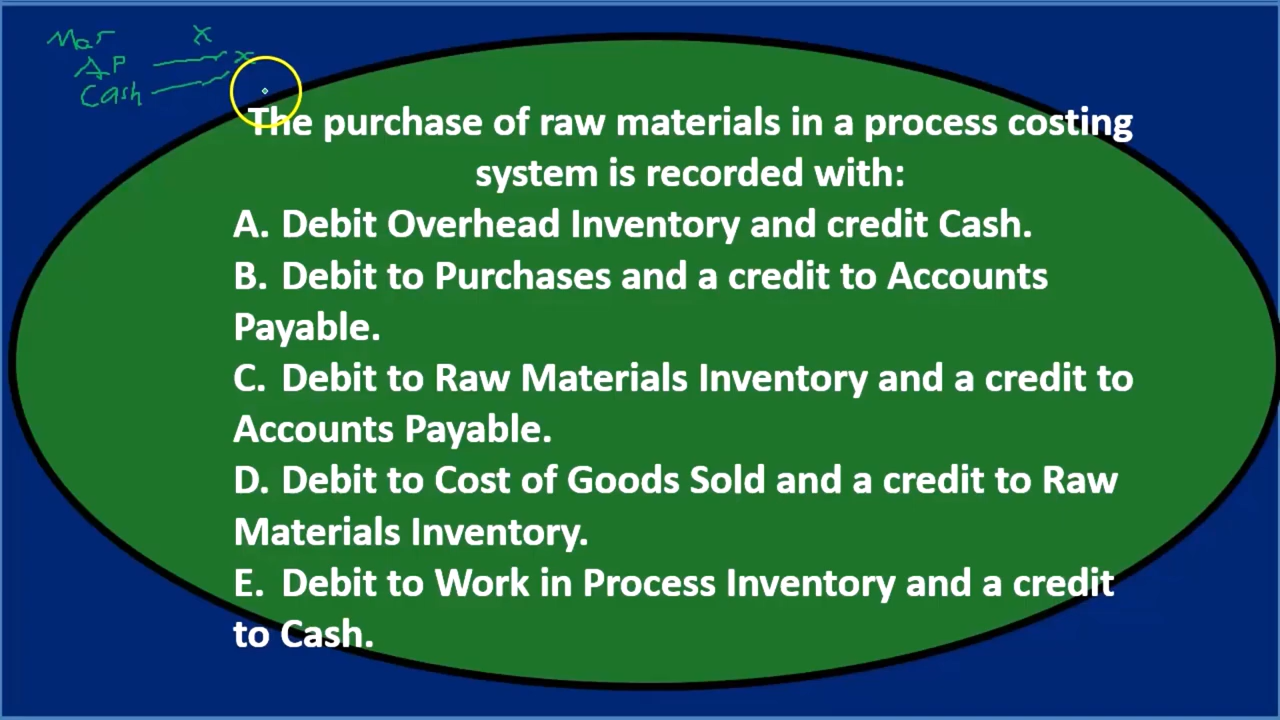 Mar x
AP x
Cash
The purchase of raw materials in a process costing
system is recorded with:
A. Debit Overhead Inventory and credit Cash.
B. Debit to Purchases and a credit to Accounts
Payable.
C. Debit to Raw Materials Inventory and a credit to
Accounts Payable.
D. Debit to Cost of Goods Sold and a credit to Raw
Materials Inventory.
E. Debit to Work in Process Inventory and a credit
to Cash.